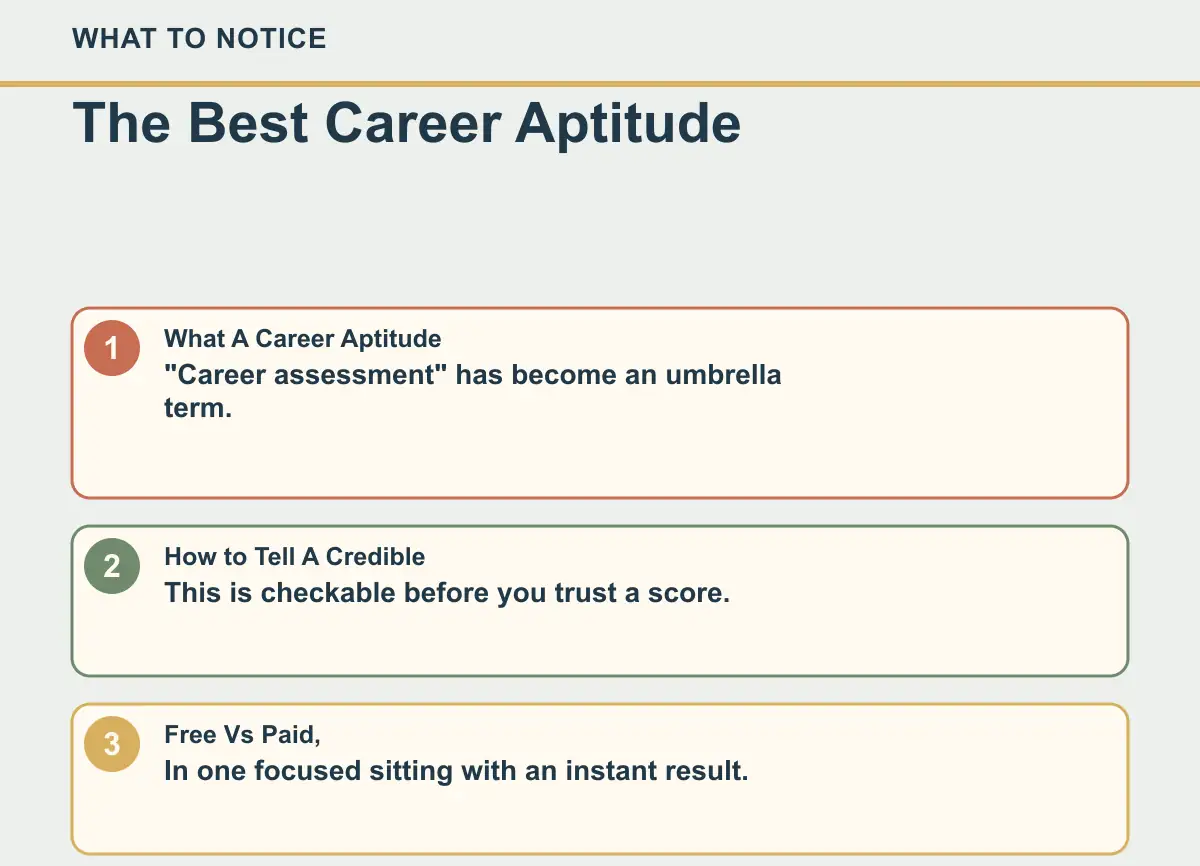 WHAT TO NOTICE
The Best Career Aptitude
1
What A Career Aptitude
"Career assessment" has become an umbrella
term.
2
How to Tell A Credible
This is checkable before you trust a score.
3
Free Vs Paid,
In one focused sitting with an instant result.